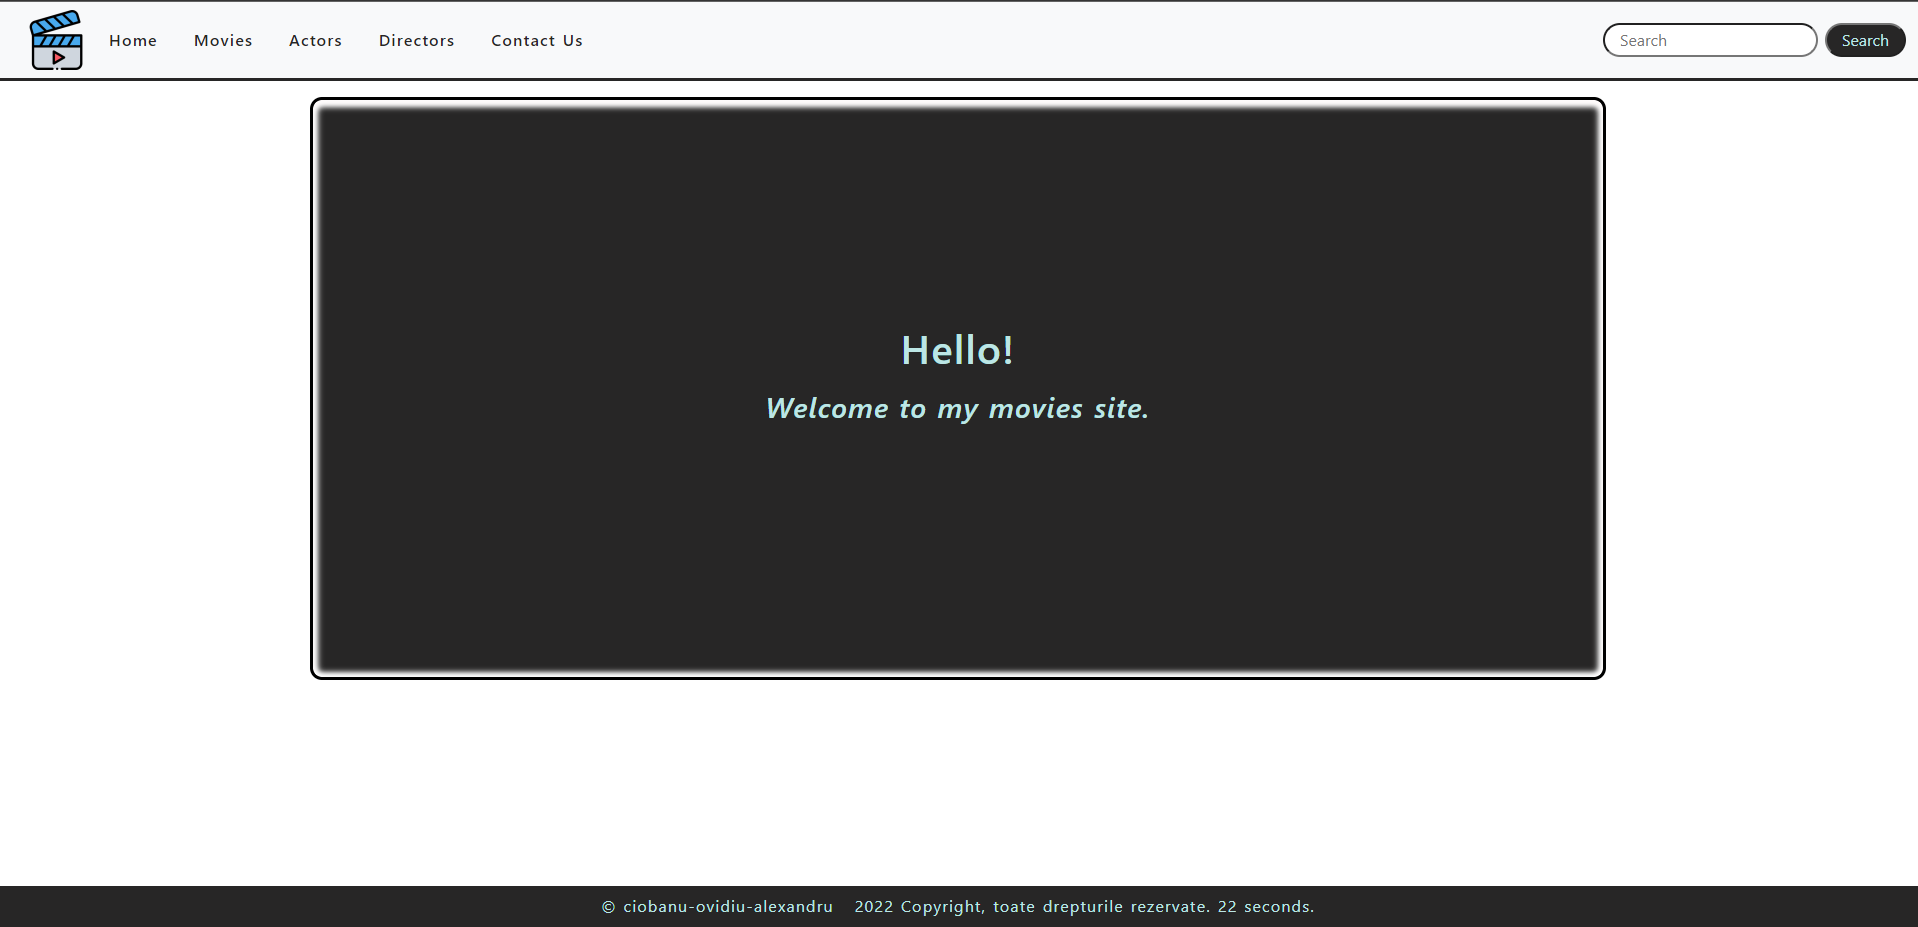 Home Movies Actors Directors Contact Us Search Search
Hello!
Welcome to my movies site.
© ciobanu-ovidiu-alexandru 2022 Copyright, toate drepturile rezervate. 22 seconds.